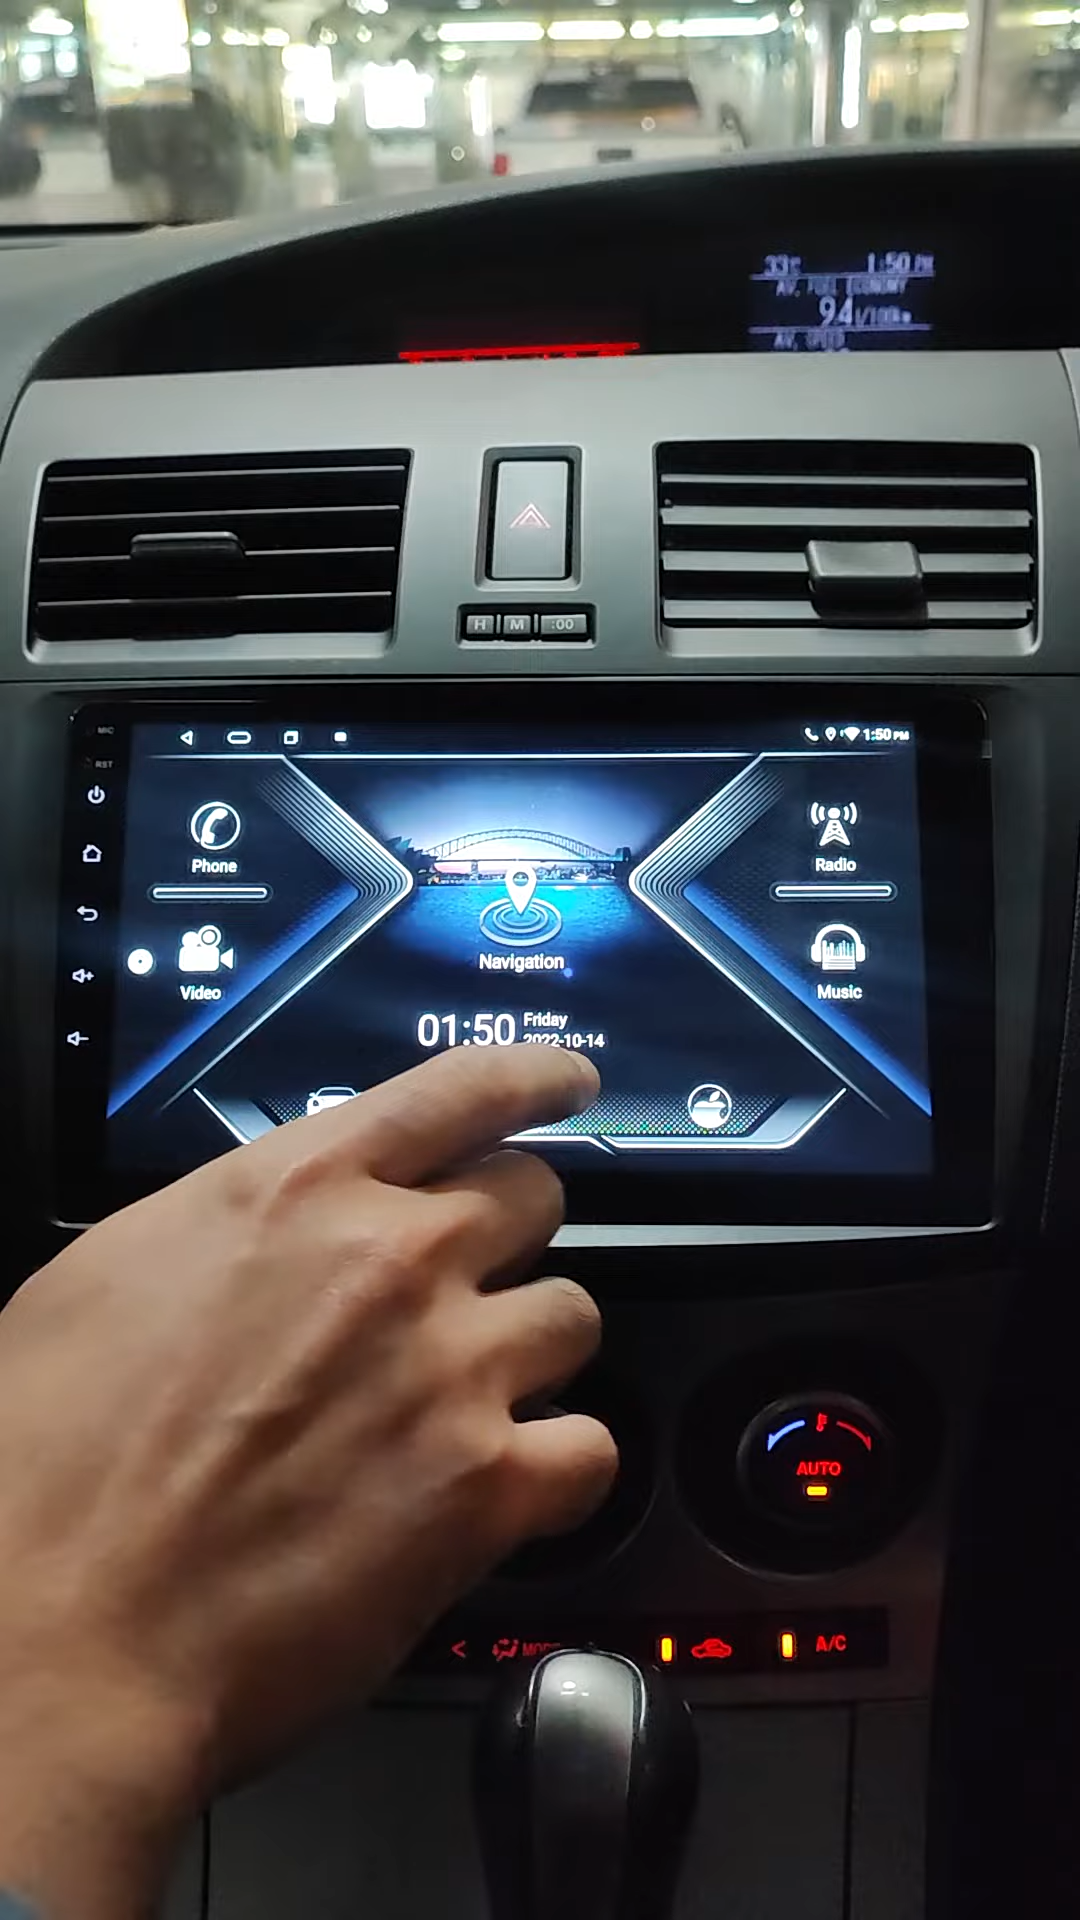 33°C 1:50 PM
AV. FUEL ECONOMY
9.4 l/100km
AV. SPEED
H M :00
MIC
1:50 PM
RST
Phone
Radio
Navigation
Video
Music
01:50 Friday
2022-10-14
AUTO
< MODE
A/C